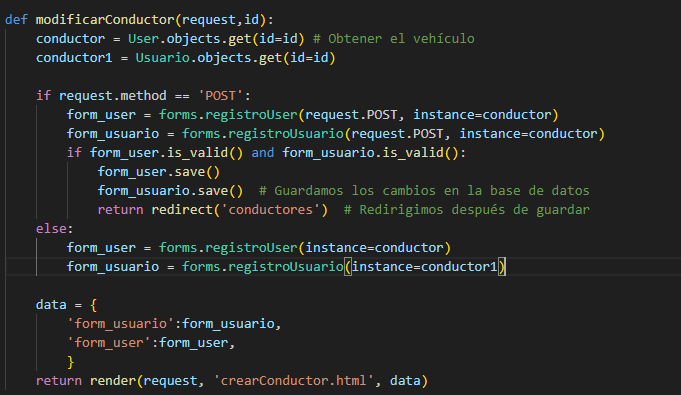 def modificarConductor(request,id):
    conductor = User.objects.get(id=id) # Obtener el vehículo
    conductor1 = Usuario.objects.get(id=id)

    if request.method == 'POST':
        form_user = forms.registroUser(request.POST, instance=conductor)
        form_usuario = forms.registroUsuario(request.POST, instance=conductor)
        if form_user.is_valid() and form_usuario.is_valid():
            form_user.save()
            form_usuario.save()  # Guardamos los cambios en la base de datos
            return redirect('conductores')  # Redirigimos después de guardar
    else:
        form_user = forms.registroUser(instance=conductor)
        form_usuario = forms.registroUsuario(instance=conductor1)

    data = {
        'form_usuario':form_usuario,
        'form_user':form_user,
        }
    return render(request, 'crearConductor.html', data)